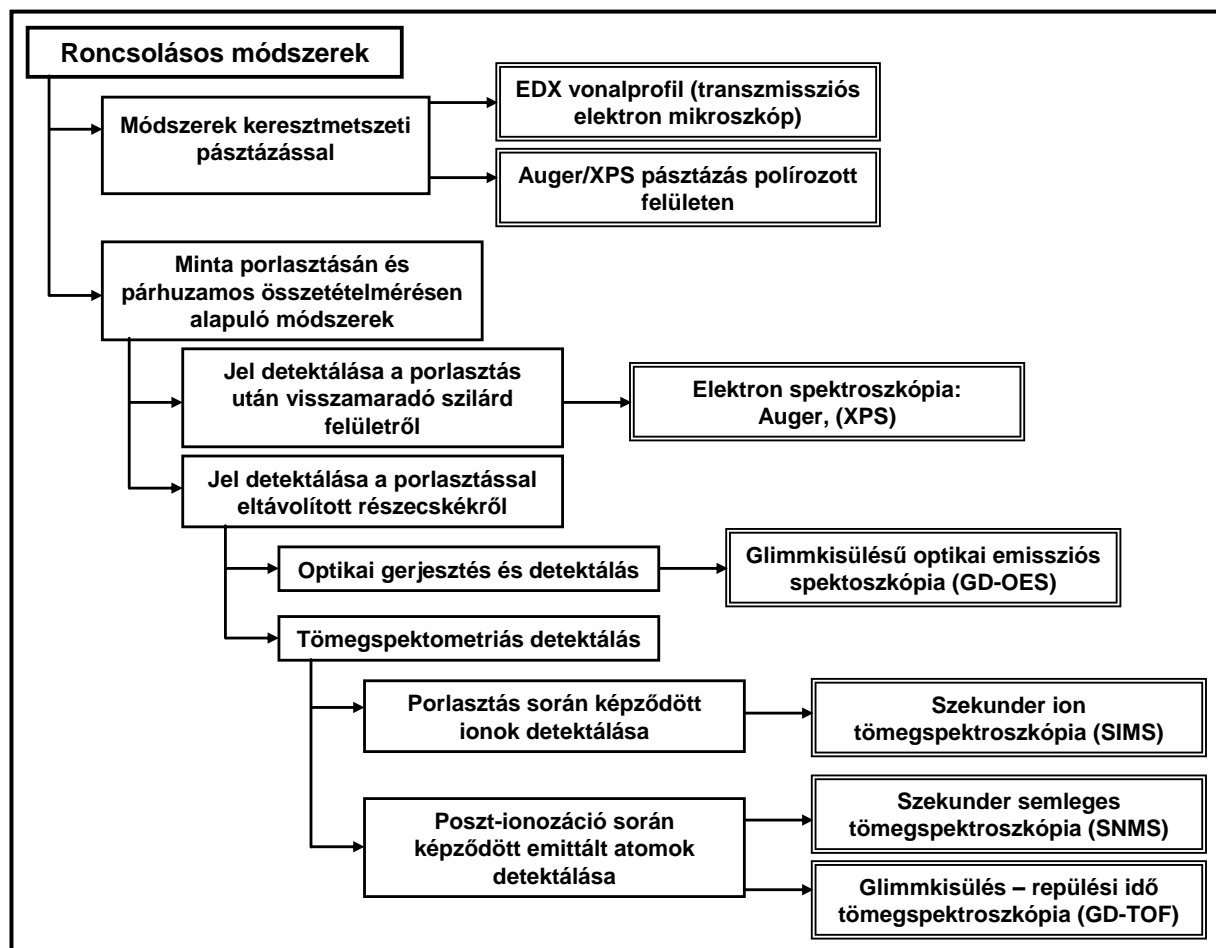 Roncsolásos módszerek
Módszerek keresztmetszeti
pásztázással
EDX vonalprofil (transzmissziós
elektron mikroszkóp)
Auger/XPS pásztázás polírozott
felületen
Minta porlasztásán és
párhuzamos összetételmérésen
alapuló módszerek
Jel detektálása a porlasztás
után visszamaradó szilárd
felületről
Elektron spektroszkópia:
Auger, (XPS)
Jel detektálása a porlasztással
eltávolított részecskékről
Optikai gerjesztés és detektálás
Glimmkisülésű optikai emissziós
spektoszkópia (GD-OES)
Tömegspektometriás detektálás
Porlasztás során képződött
ionok detektálása
Szekunder ion
tömegspektroszkópia (SIMS)
Poszt-ionozáció során
képződött emittált atomok
detektálása
Szekunder semleges
tömegspektroszkópia (SNMS)
Glimmkisülés – repülési idő
tömegspektroszkópia (GD-TOF)